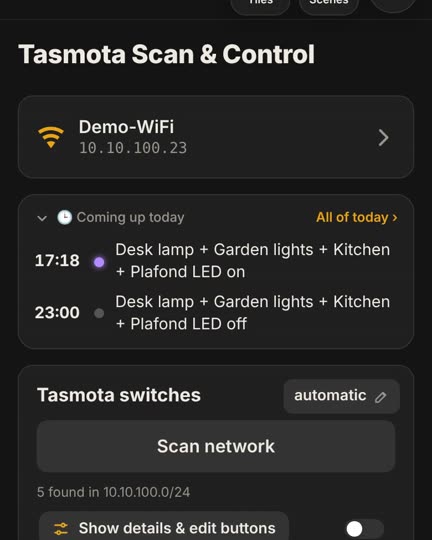 Tiles Scenes
Tasmota Scan & Control
Demo-WiFi
10.10.100.23
Coming up today All of today ›
17:18 Desk lamp + Garden lights + Kitchen
+ Plafond LED on
23:00 Desk lamp + Garden lights + Kitchen
+ Plafond LED off
Tasmota switches automatic
Scan network
5 found in 10.10.100.0/24
Show details & edit buttons